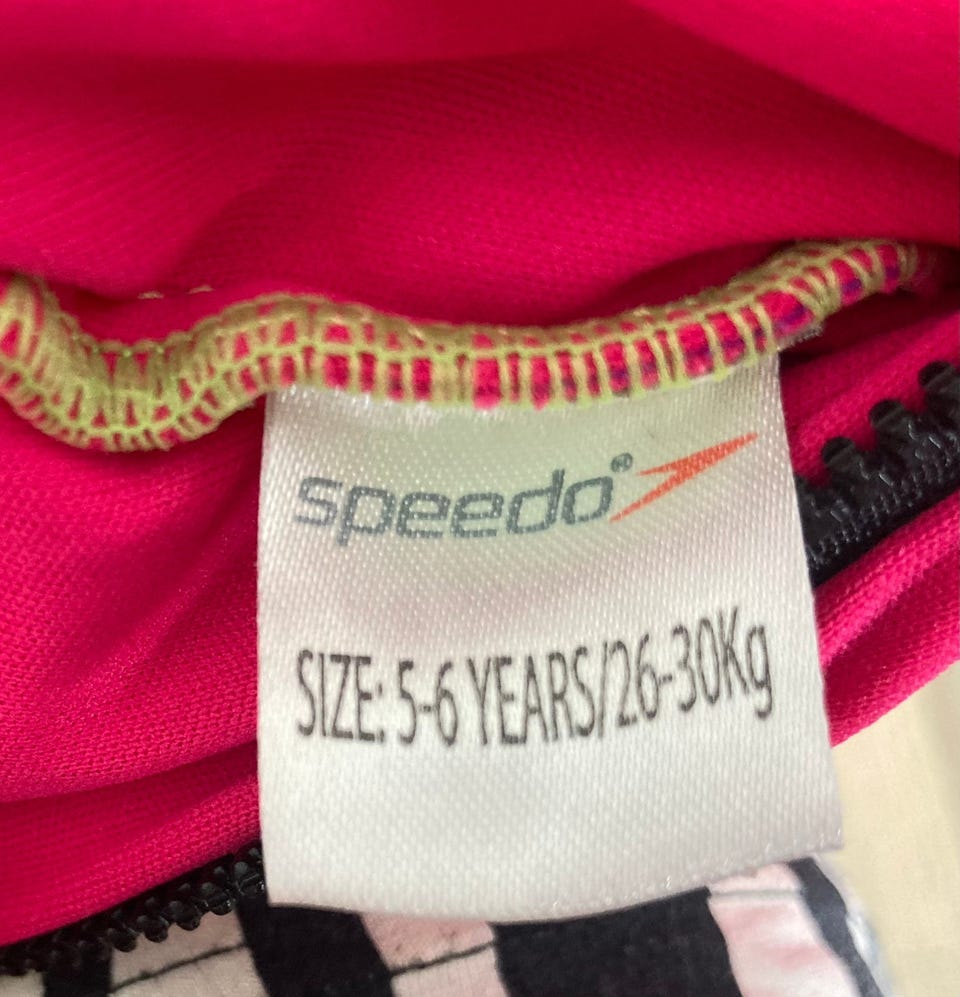 speedo®
SIZE: 5-6 YEARS/26-30Kg